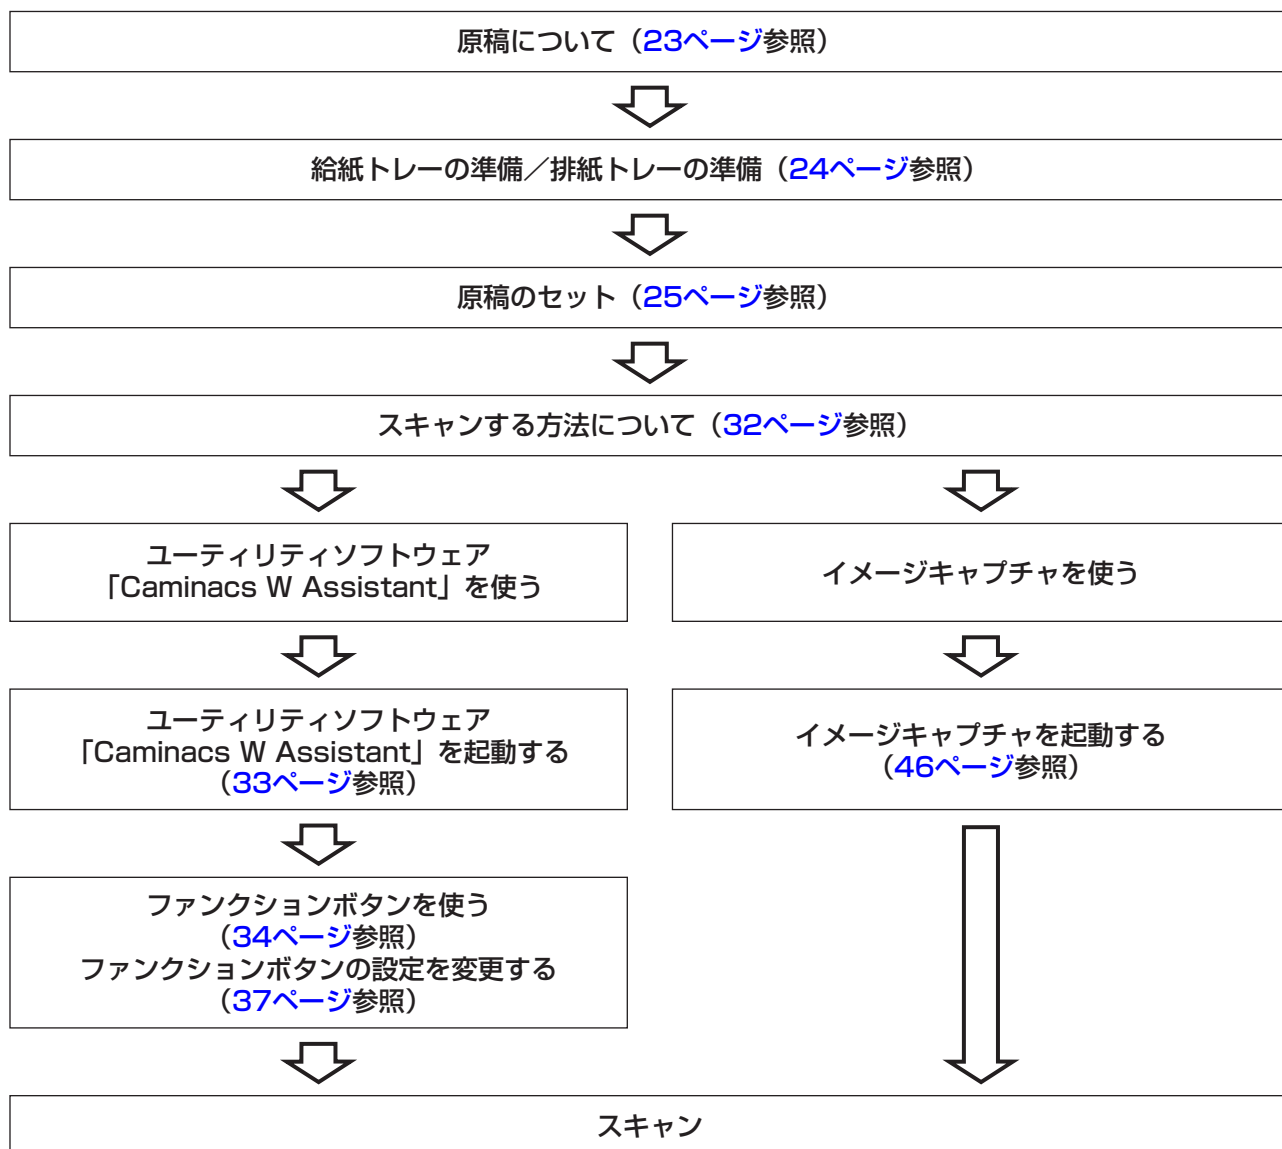 原稿について（23ページ参照）
給紙トレーの準備／排紙トレーの準備（24ページ参照）
原稿のセット（25ページ参照）
スキャンする方法について（32ページ参照）
ユーティリティソフトウェア
「Caminacs W Assistant」を使う
イメージキャプチャを使う
ユーティリティソフトウェア
「Caminacs W Assistant」を起動する
（33ページ参照）
イメージキャプチャを起動する
（46ページ参照）
ファンクションボタンを使う
（34ページ参照）
ファンクションボタンの設定を変更する
（37ページ参照）
スキャン